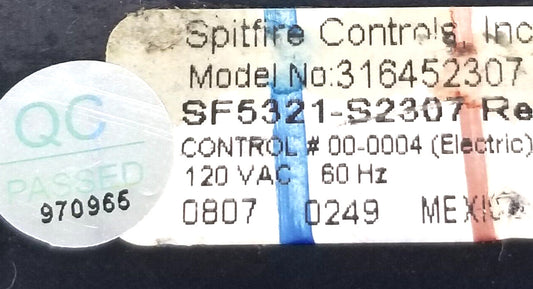 Spitfire Controls, Inc
Model No:316452307
SF5321-S2307 Re
CONTROL # 00-0004 (Electric)
120 VAC 60 Hz
0807 0249 MEXICO
QC
PASSED
970965